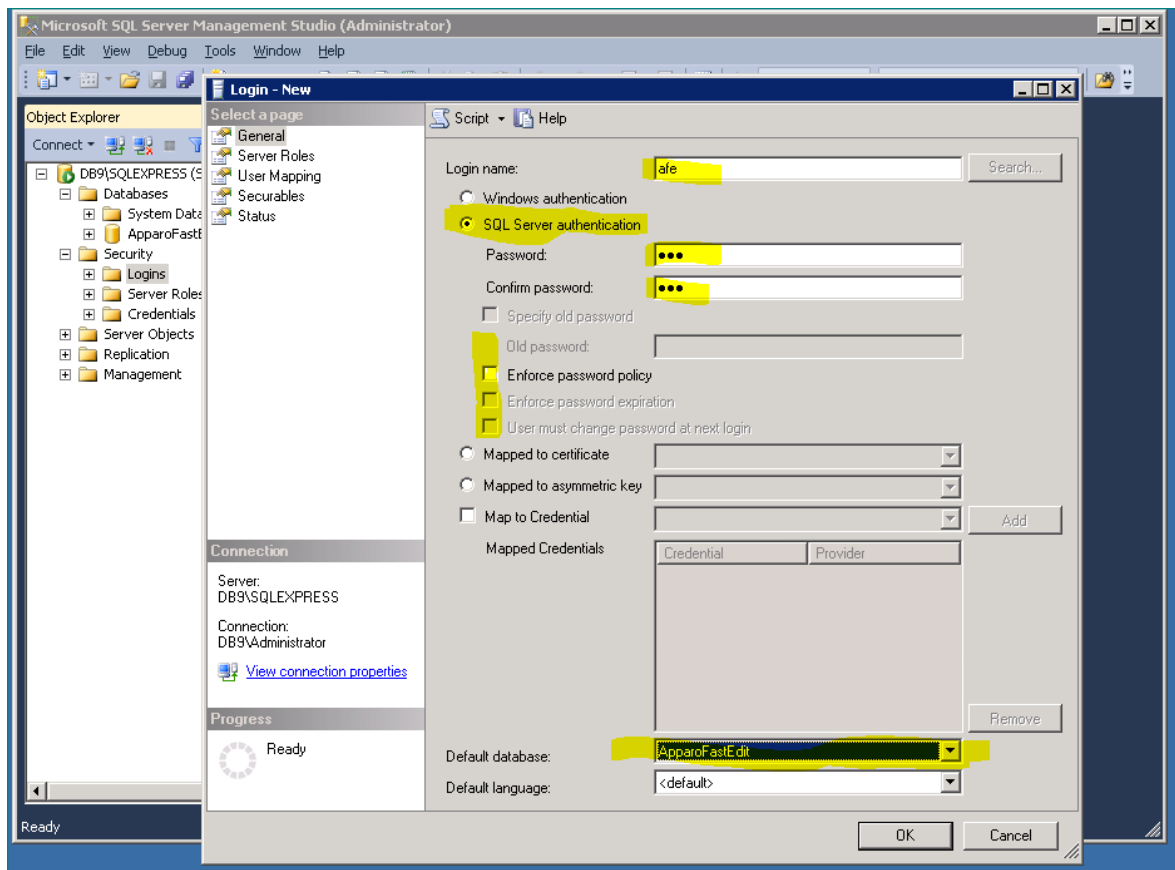 Microsoft SQL Server Management Studio (Administrator)
File Edit View Debug Tools Window Help
Login - New
Object Explorer
Connect
DB9\SQLEXPRESS (S
Databases
System Data
ApparoFastE
Security
Logins
Server Roles
Credentials
Server Objects
Replication
Management
Ready
Select a page
General
Server Roles
User Mapping
Securables
Status
Connection
Server:
DB9\SQLEXPRESS
Connection:
DB9\Administrator
View connection properties
Progress
Ready
Script Help
Login name: afe Search...
Windows authentication
SQL Server authentication
Password: •••
Confirm password: •••
Specify old password
Old password:
Enforce password policy
Enforce password expiration
User must change password at next login
Mapped to certificate
Mapped to asymmetric key
Map to Credential Add
Mapped Credentials Credential Provider
Remove
Default database: ApparoFastEdit
Default language: <default>
OK Cancel